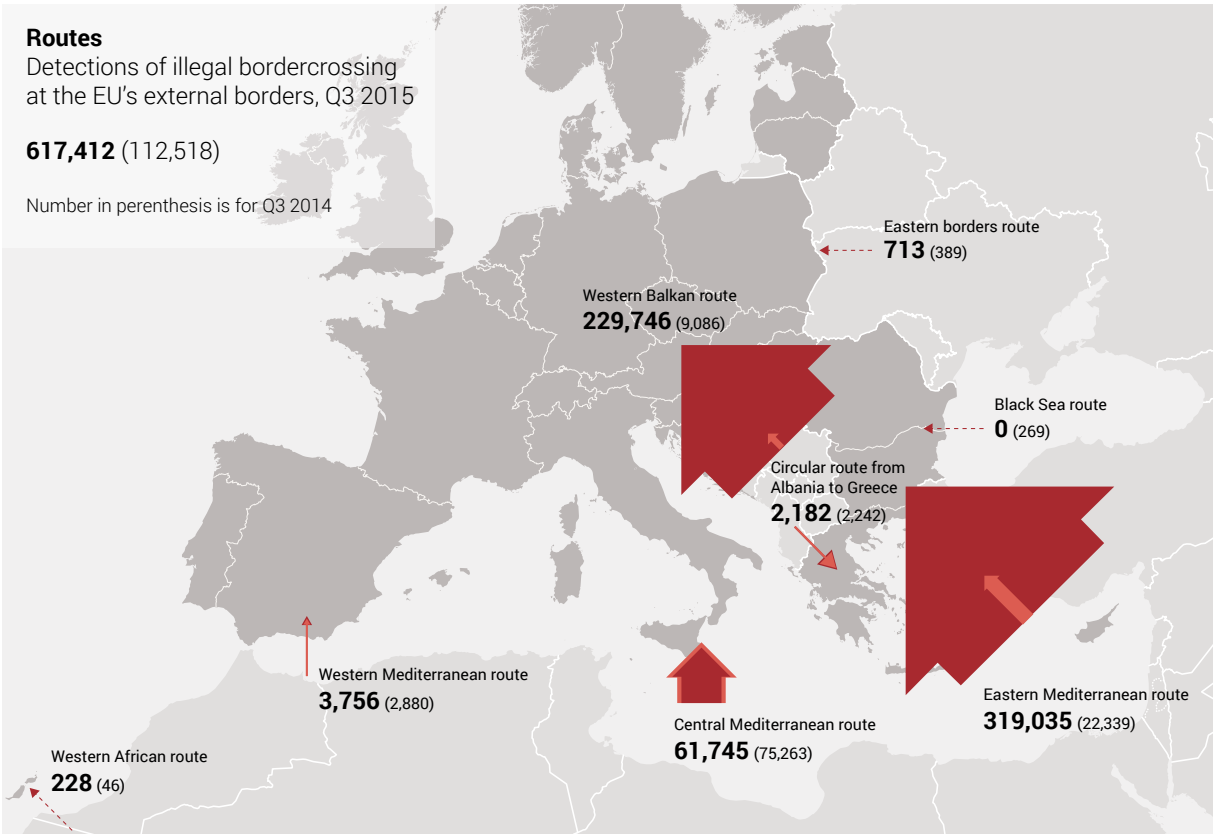 Routes
Detections of illegal bordercrossing
at the EU's external borders, Q3 2015
617,412 (112,518)
Number in perenthesis is for Q3 2014
Eastern borders route
713 (389)
Western Balkan route
229,746 (9,086)
Black Sea route
0 (269)
Circular route from
Albania to Greece
2,182 (2,242)
Western Mediterranean route
3,756 (2,880)
Central Mediterranean route
61,745 (75,263)
Eastern Mediterranean route
319,035 (22,339)
Western African route
228 (46)